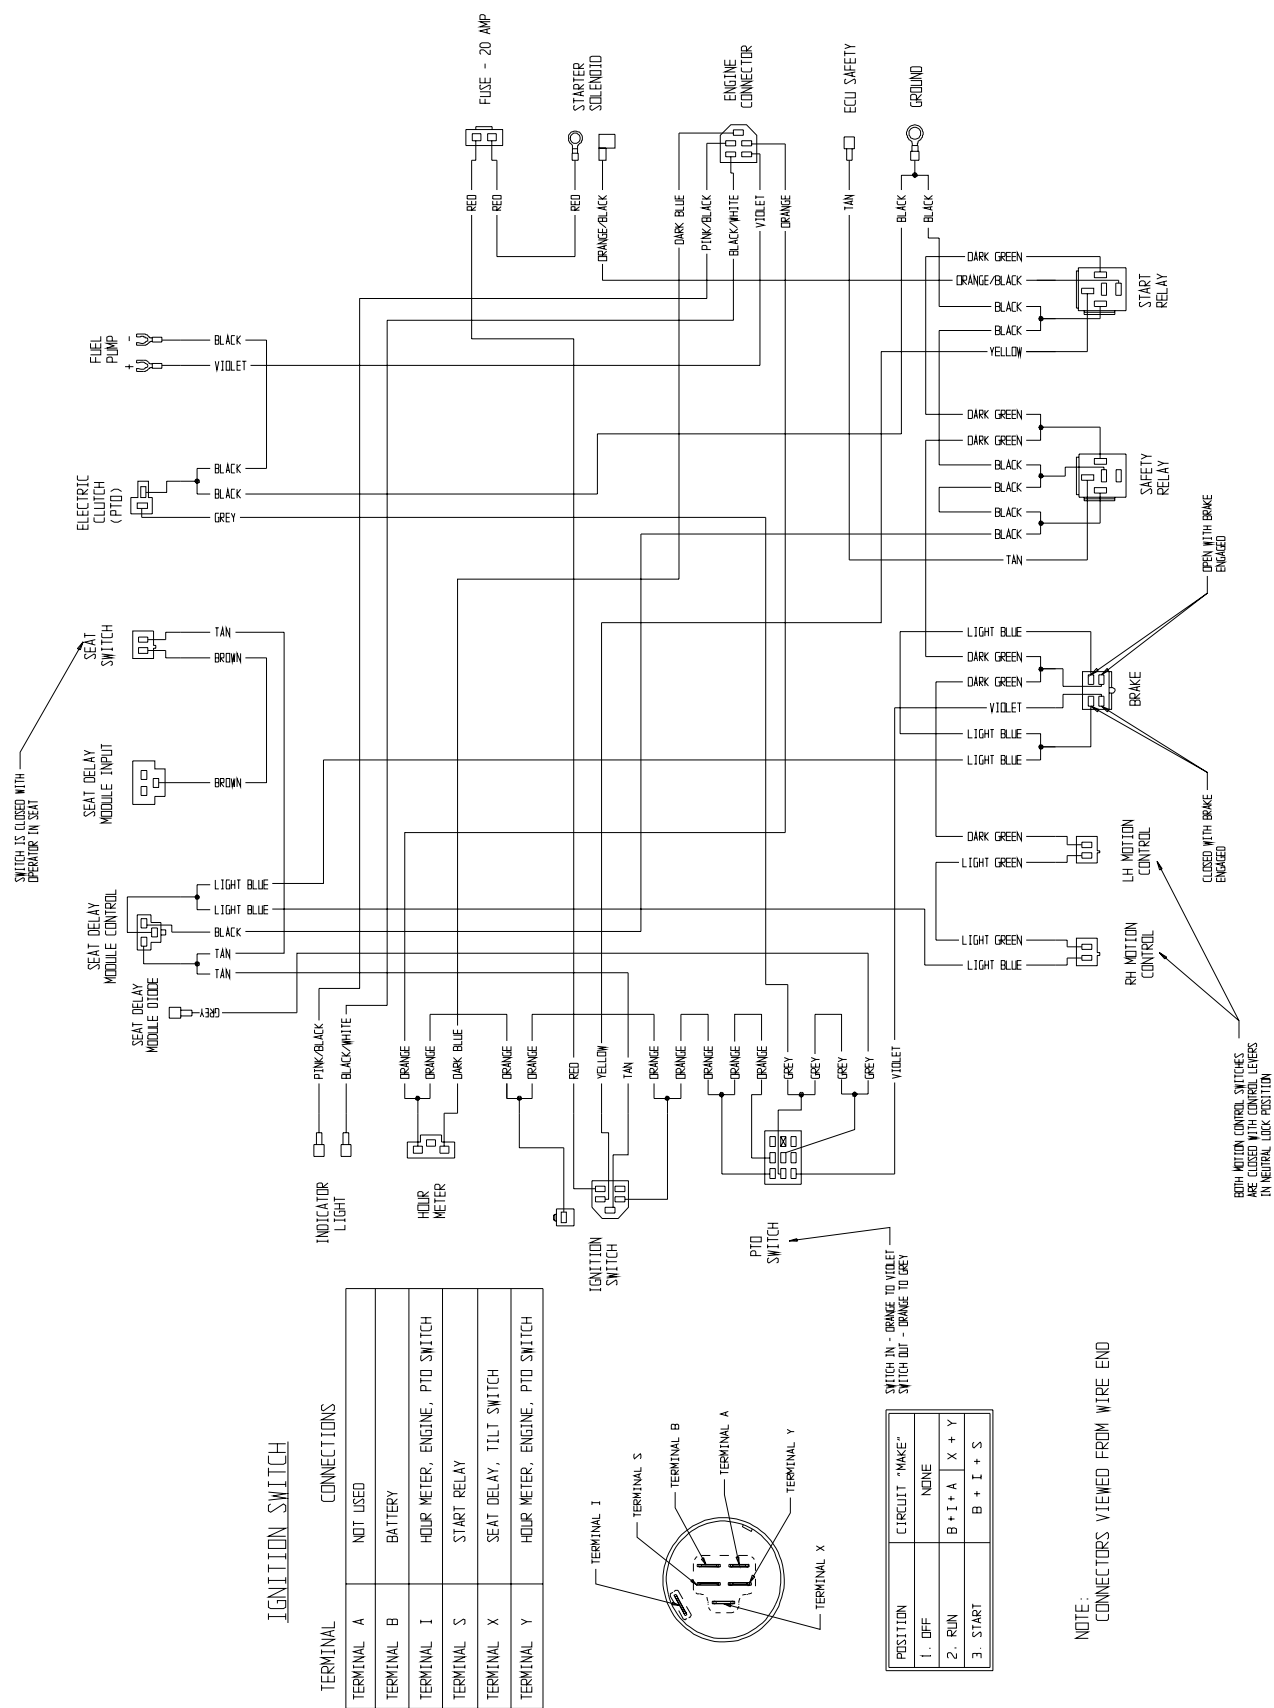 FUSE - 20 AMP
STARTER
SOLENOID
ENGINE
CONNECTOR
ECU SAFETY
GROUND
RED
RED
RED
ORANGE/BLACK
DARK BLUE
PINK/BLACK
BLACK/WHITE
VIOLET
ORANGE
TAN
BLACK
BLACK
DARK GREEN
ORANGE/BLACK
BLACK
BLACK
YELLOW
START
RELAY
FUEL
PUMP
-
+
BLACK
VIOLET
DARK GREEN
DARK GREEN
BLACK
BLACK
BLACK
BLACK
TAN
SAFETY
RELAY
ELECTRIC
CLUTCH
(PTO)
BLACK
BLACK
GREY
OPEN WITH BRAKE
ENGAGED
SEAT
SWITCH
TAN
BROWN
LIGHT BLUE
DARK GREEN
DARK GREEN
VIOLET
LIGHT BLUE
LIGHT BLUE
BRAKE
SEAT DELAY
MODULE INPUT
BROWN
SWITCH IS CLOSED WITH
OPERATOR IN SEAT
CLOSED WITH BRAKE
ENGAGED
DARK GREEN
LIGHT GREEN
LH MOTION
CONTROL
SEAT DELAY
MODULE CONTROL
LIGHT BLUE
LIGHT BLUE
BLACK
TAN
TAN
LIGHT GREEN
LIGHT BLUE
RH MOTION
CONTROL
SEAT DELAY
MODULE DIODE
GREY
PINK/BLACK
BLACK/WHITE
ORANGE
ORANGE
DARK BLUE
ORANGE
ORANGE
RED
YELLOW
TAN
ORANGE
ORANGE
ORANGE
ORANGE
ORANGE
GREY
GREY
GREY
GREY
VIOLET
BOTH MOTION CONTROL SWITCHES
ARE CLOSED WITH CONTROL LEVERS
IN NEUTRAL LOCK POSITION
INDICATOR
LIGHT
HOUR
METER
IGNITION
SWITCH
PTO
SWITCH
SWITCH IN - ORANGE TO VIOLET
SWITCH OUT - ORANGE TO GREY
IGNITION SWITCH
TERMINAL CONNECTIONS
TERMINAL A NOT USED
TERMINAL B BATTERY
TERMINAL I HOUR METER, ENGINE, PTO SWITCH
TERMINAL S START RELAY
TERMINAL X SEAT DELAY, TILT SWITCH
TERMINAL Y HOUR METER, ENGINE, PTO SWITCH
TERMINAL I
TERMINAL S
TERMINAL B
TERMINAL A
TERMINAL Y
TERMINAL X
POSITION CIRCUIT "MAKE"
1. OFF NONE
2. RUN B + I + A X + Y
3. START B + I + S
NOTE:
CONNECTORS VIEWED FROM WIRE END